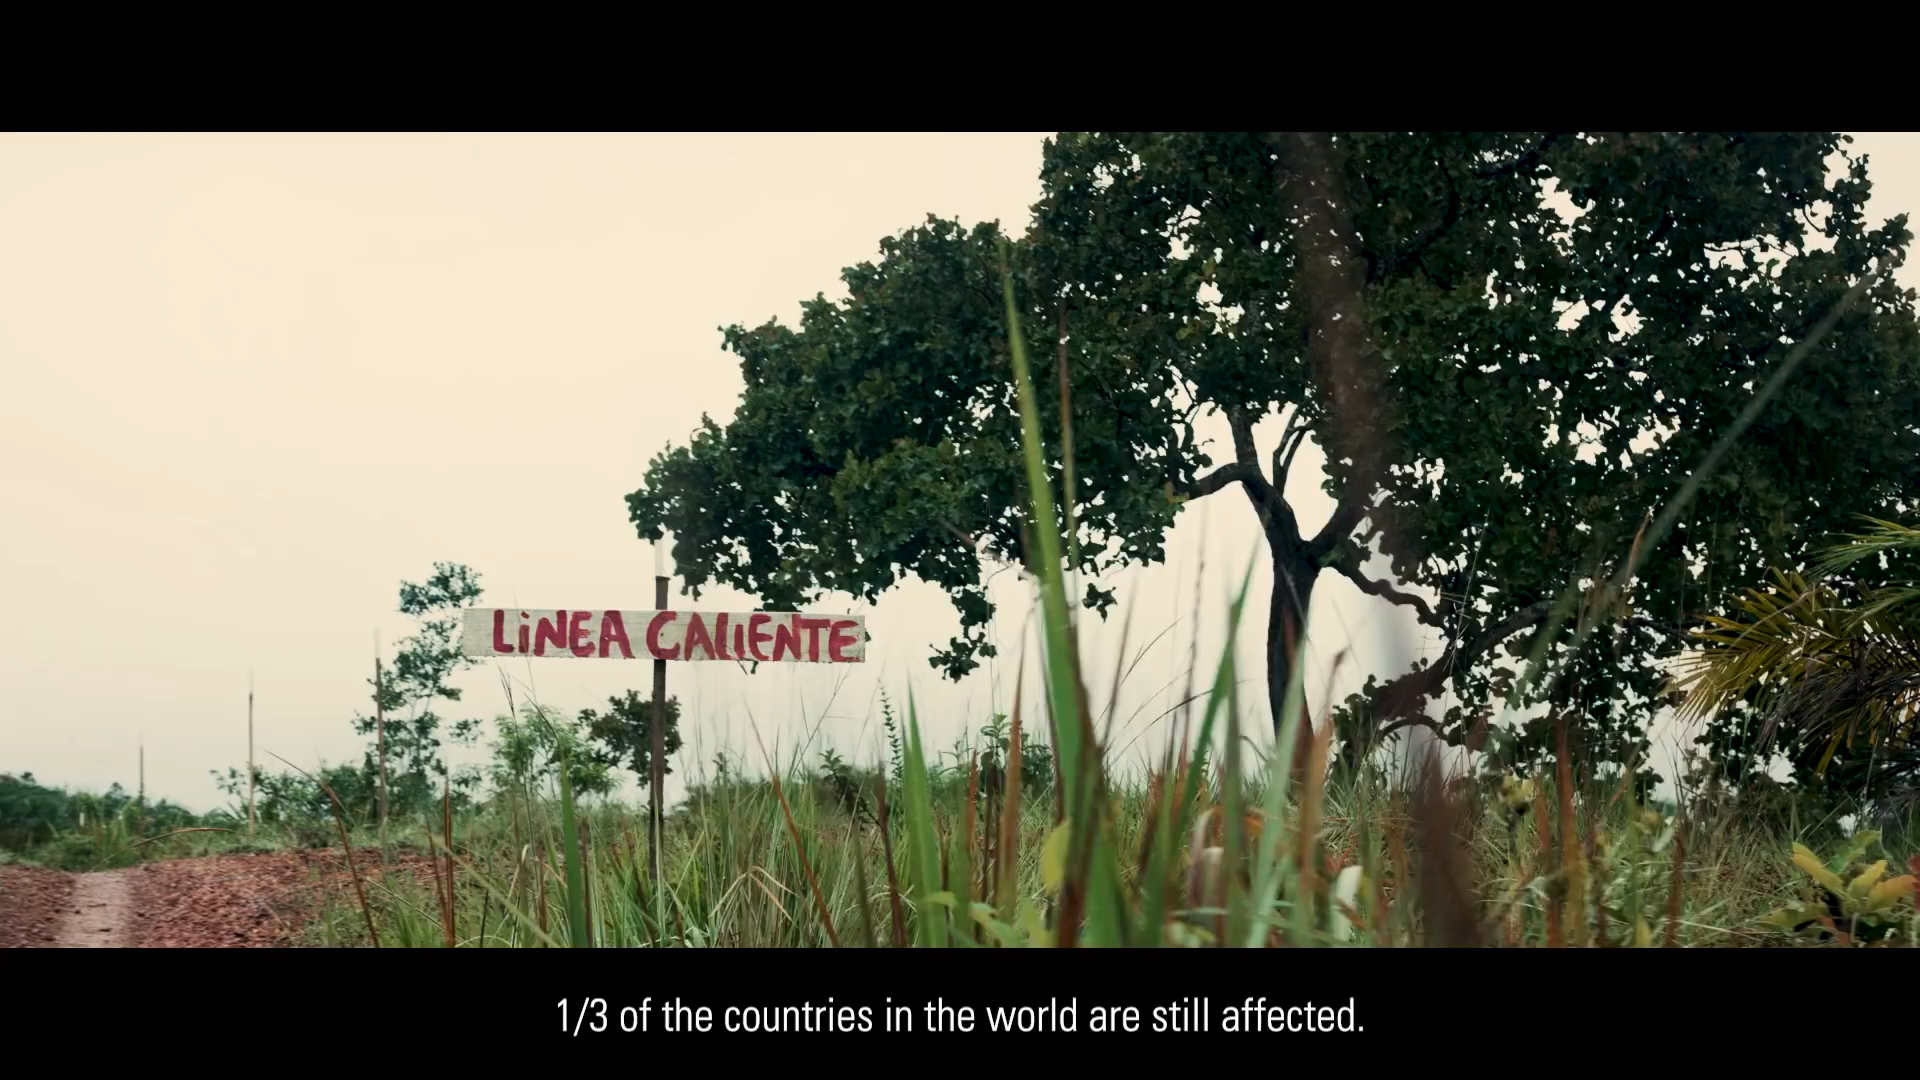 LiNEA CALIENTE
1/3 of the countries in the world are still affected.